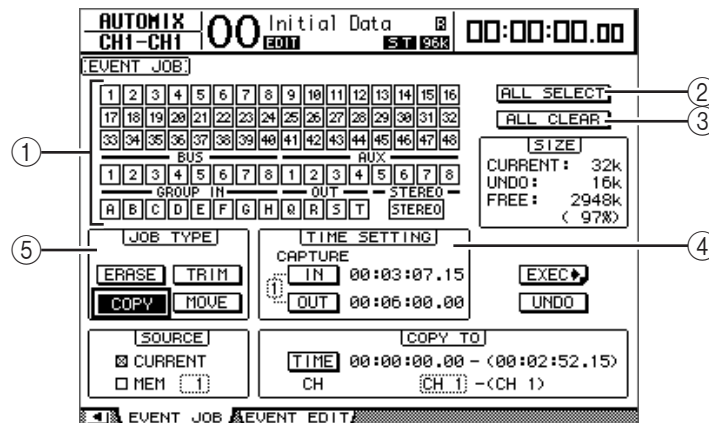 AUTOMIX
CH1-CH1
00 Initial Data R
EDIT ST 96K
00:00:00.00
EVENT JOB
1 2 3 4 5 6 7 8 9 10 11 12 13 14 15 16
17 18 19 20 21 22 23 24 25 26 27 28 29 30 31 32
33 34 35 36 37 38 39 40 41 42 43 44 45 46 47 48
BUS AUX
1 2 3 4 5 6 7 8 1 2 3 4 5 6 7 8
GROUP IN OUT STEREO
A B C D E F G H Q R S T STEREO
ALL SELECT
ALL CLEAR
SIZE
CURRENT: 32k
UNDO: 16k
FREE: 2948k
( 97%)
1
2
3
4
5
JOB TYPE
ERASE TRIM
COPY MOVE
TIME SETTING
CAPTURE
1
IN 00:03:07.15
OUT 00:06:00.00
EXEC
UNDO
SOURCE
CURRENT
MEM 1
COPY TO
TIME 00:00:00.00 - (00:02:52.15)
CH CH 1 -(CH 1)
EVENT JOB EVENT EDIT